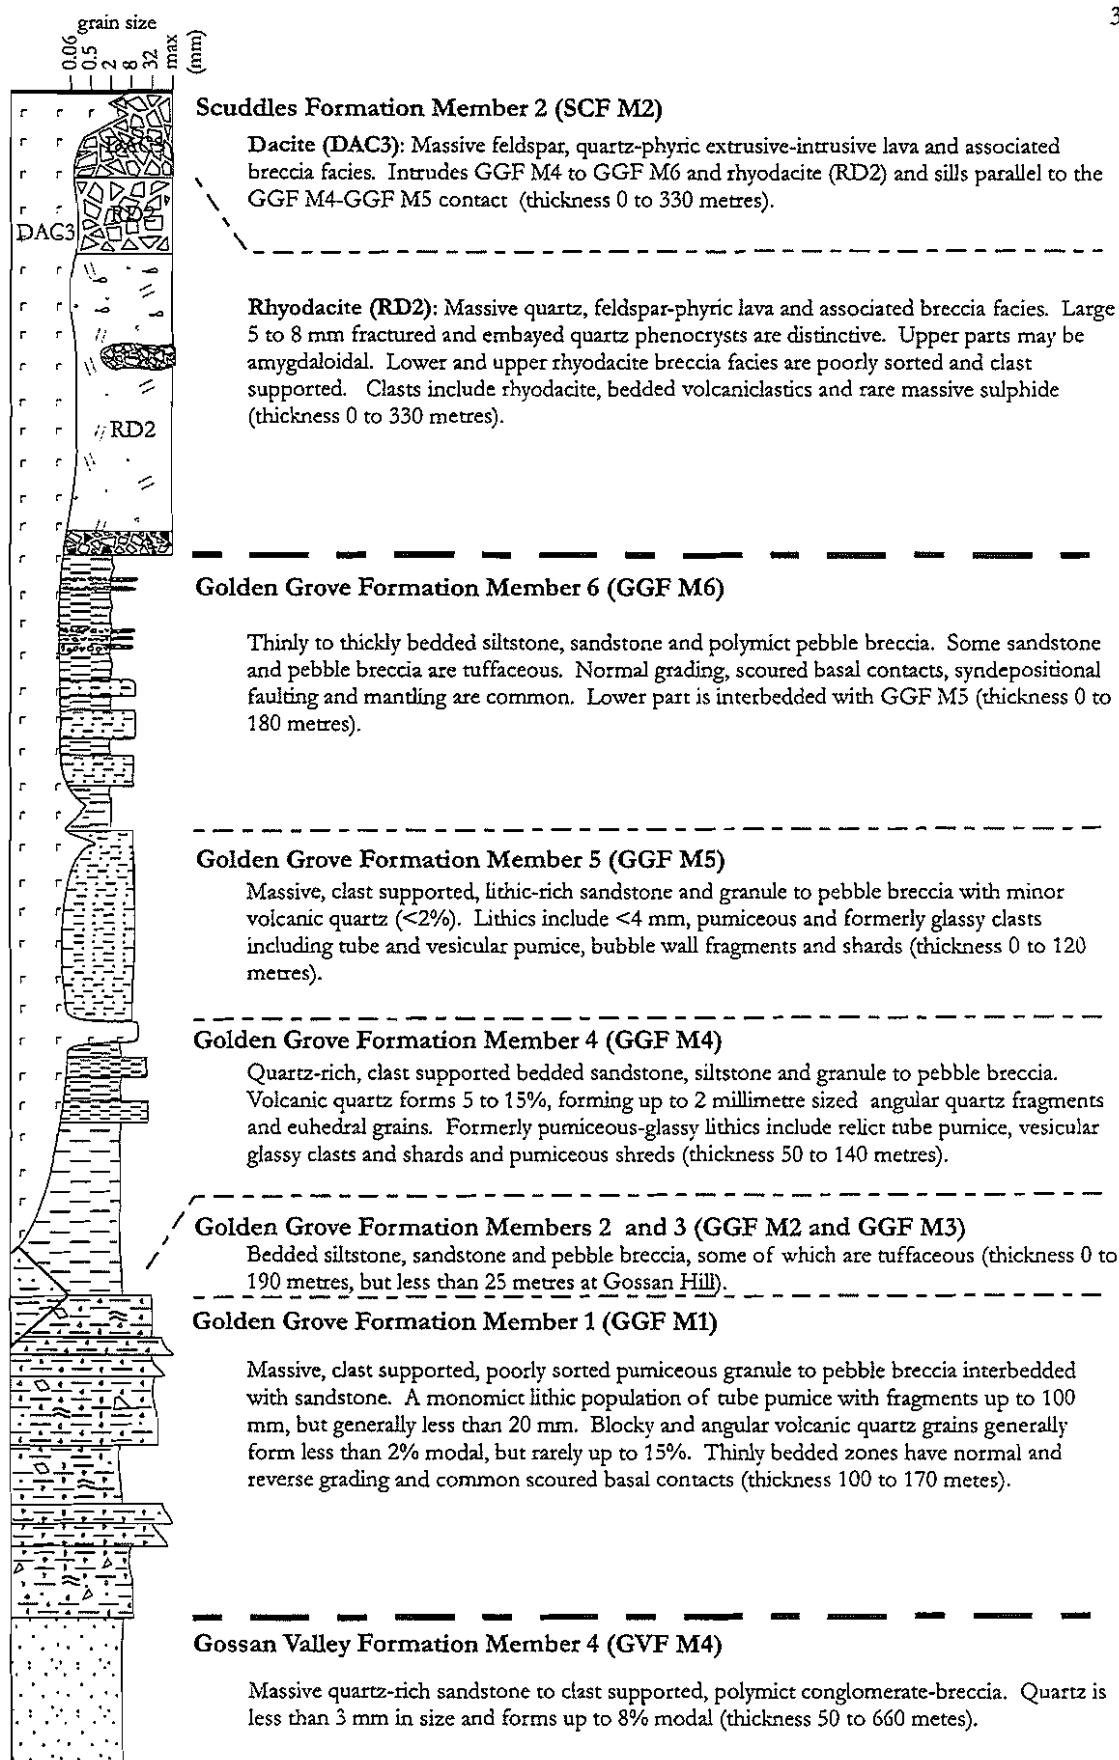 3
grain size
0.06
0.5
2
8
32
max
(mm)
Scuddles Formation Member 2 (SCF M2)
Dacite (DAC3): Massive feldspar, quartz-phyric extrusive-intrusive lava and associated
breccia facies. Intrudes GGF M4 to GGF M6 and rhyodacite (RD2) and sills parallel to the
GGF M4-GGF M5 contact (thickness 0 to 330 metres).
DAC3
RD2
DAC3
Rhyodacite (RD2): Massive quartz, feldspar-phyric lava and associated breccia facies. Large
5 to 8 mm fractured and embayed quartz phenocrysts are distinctive. Upper parts may be
amygdaloidal. Lower and upper rhyodacite breccia facies are poorly sorted and clast
supported. Clasts include rhyodacite, bedded volcaniclastics and rare massive sulphide
(thickness 0 to 330 metres).
RD2
Golden Grove Formation Member 6 (GGF M6)
Thinly to thickly bedded siltstone, sandstone and polymict pebble breccia. Some sandstone
and pebble breccia are tuffaceous. Normal grading, scoured basal contacts, syndepositional
faulting and mantling are common. Lower part is interbedded with GGF M5 (thickness 0 to
180 metres).
Golden Grove Formation Member 5 (GGF M5)
Massive, clast supported, lithic-rich sandstone and granule to pebble breccia with minor
volcanic quartz (<2%). Lithics include <4 mm, pumiceous and formerly glassy clasts
including tube and vesicular pumice, bubble wall fragments and shards (thickness 0 to 120
metres).
Golden Grove Formation Member 4 (GGF M4)
Quartz-rich, clast supported bedded sandstone, siltstone and granule to pebble breccia.
Volcanic quartz forms 5 to 15%, forming up to 2 millimetre sized angular quartz fragments
and euhedral grains. Formerly pumiceous-glassy lithics include relict tube pumice, vesicular
glassy clasts and shards and pumiceous shreds (thickness 50 to 140 metres).
Golden Grove Formation Members 2 and 3 (GGF M2 and GGF M3)
Bedded siltstone, sandstone and pebble breccia, some of which are tuffaceous (thickness 0 to
190 metres, but less than 25 metres at Gossan Hill).
Golden Grove Formation Member 1 (GGF M1)
Massive, clast supported, poorly sorted pumiceous granule to pebble breccia interbedded
with sandstone. A monomict lithic population of tube pumice with fragments up to 100
mm, but generally less than 20 mm. Blocky and angular volcanic quartz grains generally
form less than 2% modal, but rarely up to 15%. Thinly bedded zones have normal and
reverse grading and common scoured basal contacts (thickness 100 to 170 metes).
Gossan Valley Formation Member 4 (GVF M4)
Massive quartz-rich sandstone to clast supported, polymict conglomerate-breccia. Quartz is
less than 3 mm in size and forms up to 8% modal (thickness 50 to 660 metes).